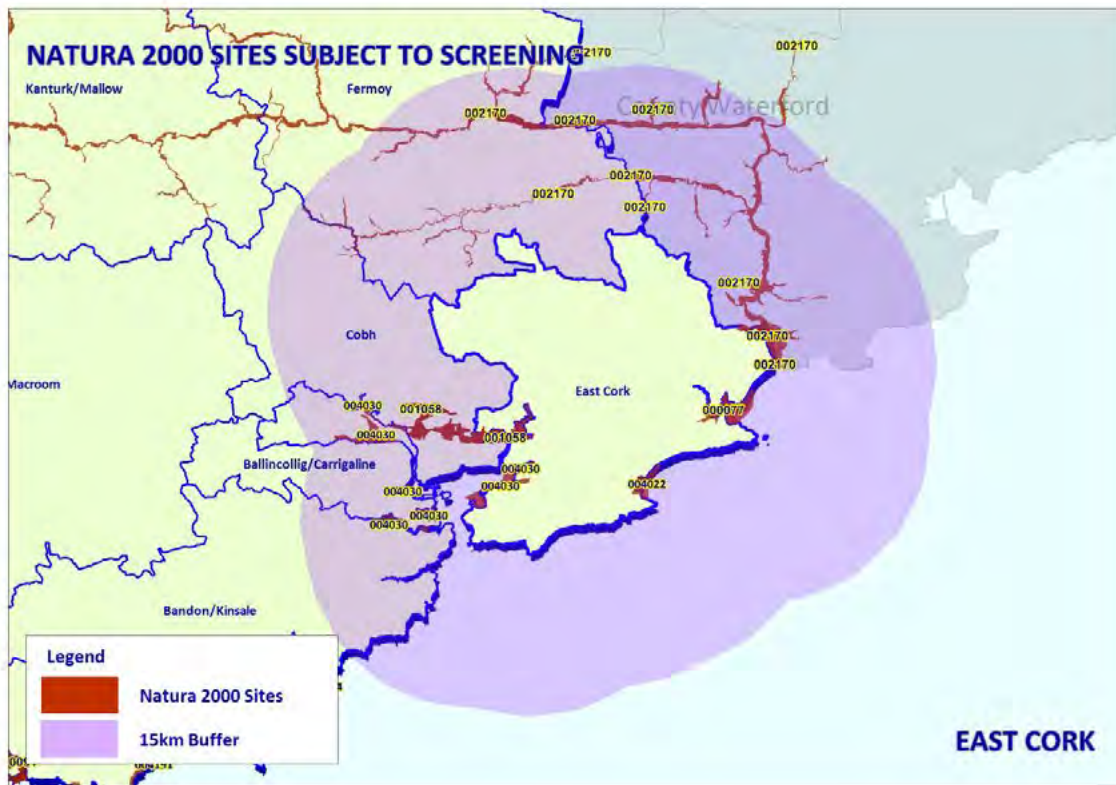 NATURA 2000 SITES SUBJECT TO SCREENING
002170
002170
Kanturk/Mallow
Fermoy
County Waterford
002170
002170
002170
002170
002170
002170
002170
002170
002170
002170
Cobh
East Cork
Macroom
004030
001058
000077
004030
001058
Ballincollig/Carrigaline
004030
004030
004030
004022
004030
004030
Bandon/Kinsale
Legend
Natura 2000 Sites
15km Buffer
EAST CORK